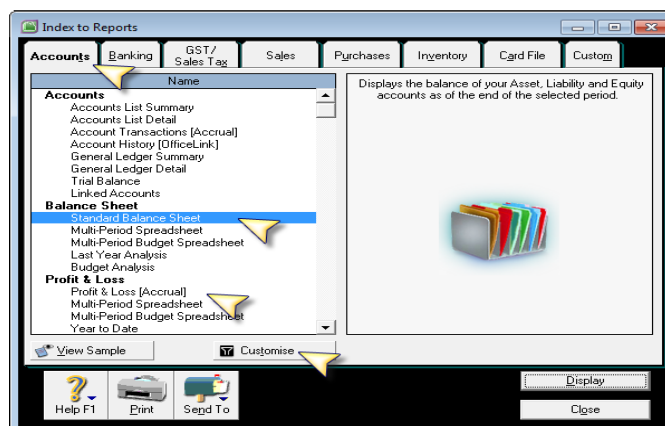 Index to Reports
Accounts
Banking
GST/
Sales Tax
Sales
Purchases
Inventory
Card File
Custom
Name
Accounts
Accounts List Summary
Accounts List Detail
Account Transactions [Accrual]
Account History [OfficeLink]
General Ledger Summary
General Ledger Detail
Trial Balance
Linked Accounts
Balance Sheet
Standard Balance Sheet
Multi-Period Spreadsheet
Multi-Period Budget Spreadsheet
Last Year Analysis
Budget Analysis
Profit & Loss
Profit & Loss [Accrual]
Multi-Period Spreadsheet
Multi-Period Budget Spreadsheet
Year to Date
Displays the balance of your Asset, Liability and Equity
accounts as of the end of the selected period.
View Sample
Customise
Help F1
Print
Send To
Display
Close